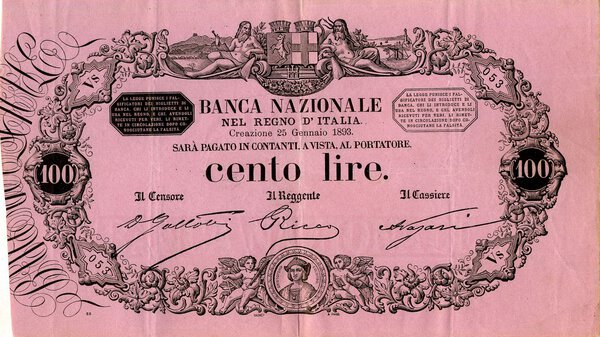 VS
053
LA LEGGE PUNISCE I FAL-
SIFICATORI DEI BIGLIETTI DI
BANCA, CHI LI INTRODUCE E LI
USA NEL REGNO, E CHI AVENDOLI
RICEVUTI PER VERI, LI RIMET-
TE IN CIRCOLAZIONE DOPO CO-
NOSCIUTANE LA FALSITÀ.
LA LEGGE PUNISCE I FAL-
SIFICATORI DEI BIGLIETTI DI
BANCA, CHI LI INTRODUCE E LI
USA NEL REGNO, E CHI AVENDOLI
RICEVUTI PER VERI, LI RIMET-
TE IN CIRCOLAZIONE DOPO CO-
NOSCIUTANE LA FALSITÀ.
BANCA NAZIONALE
NEL REGNO D'ITALIA.
Creazione 25 Gennaio 1893.
SARÀ PAGATO IN CONTANTI, A VISTA, AL PORTATORE.
100
cento lire.
100
Il Censore
Il Reggente
Il Cassiere
Nazari
053
VS